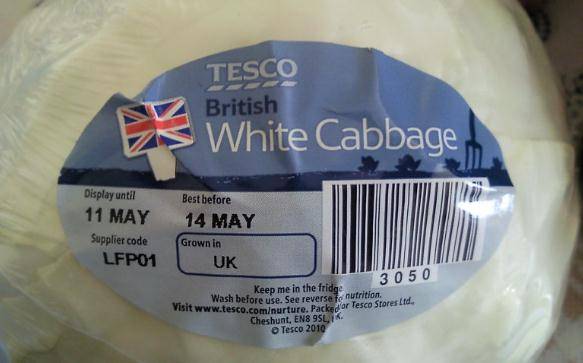 TESCO
British
White Cabbage
Display until
11 MAY
Best before
14 MAY
Supplier code
LFP01
Grown in
UK
3050
Keep me in the fridge
Wash before use. See reverse for nutrition.
Visit www.tesco.com/nurture. Packed for Tesco Stores Ltd.,
Cheshunt, EN8 9SL, UK.
© Tesco 2010